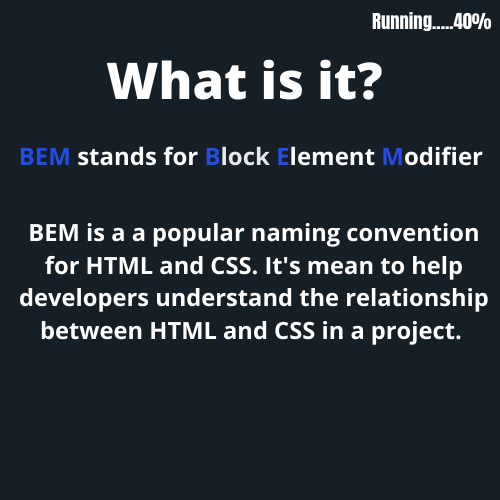 Running.....40%
What is it?
BEM stands for Block Element Modifier
BEM is a a popular naming convention
for HTML and CSS. It's mean to help
developers understand the relationship
between HTML and CSS in a project.